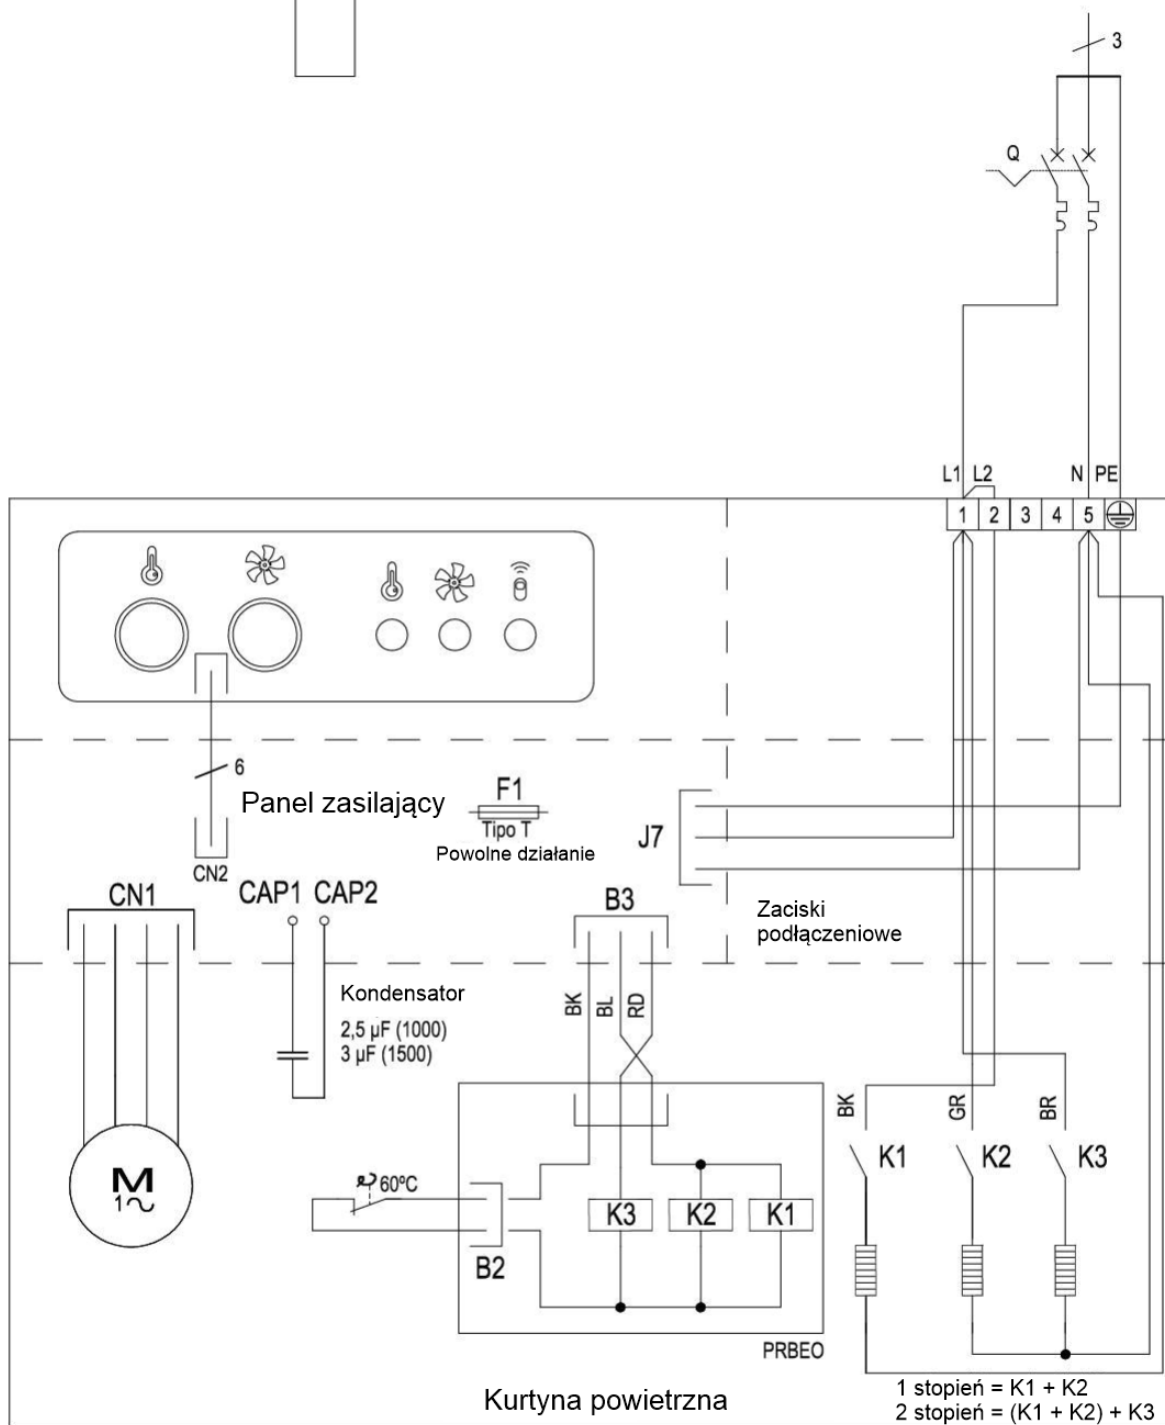 3
Q
L1 L2 N PE
1 2 3 4 5
6
Panel zasilający
F1
Tipo T
Powolne działanie
J7
CN2
CN1
CAP1 CAP2
B3
Zaciski
podłączeniowe
Kondensator
2,5 µF (1000)
3 µF (1500)
BK BL RD
BK GR BR
K1 K2 K3
M
1~
60ºC
K3 K2 K1
B2
PRBEO
Kurtyna powietrzna
1 stopień = K1 + K2
2 stopień = (K1 + K2) + K3